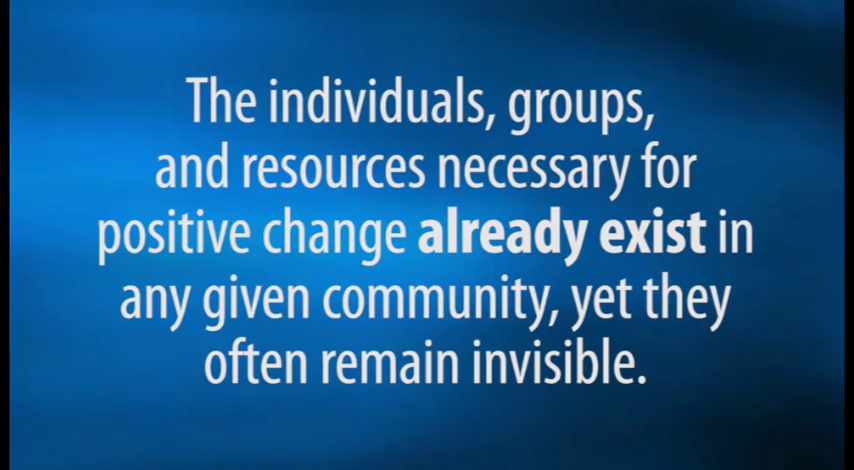 The individuals, groups,
and resources necessary for
positive change already exist in
any given community, yet they
often remain invisible.